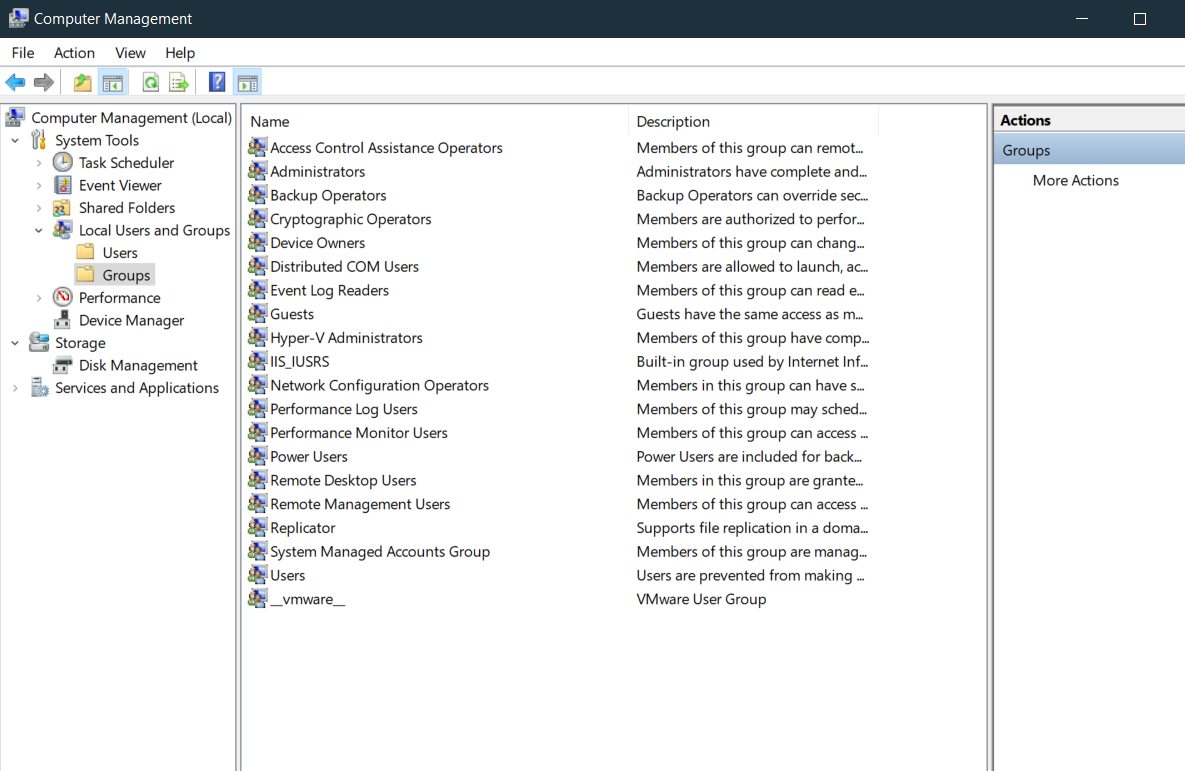 Computer Management
File Action View Help
Computer Management (Local)
System Tools
Task Scheduler
Event Viewer
Shared Folders
Local Users and Groups
Users
Groups
Performance
Device Manager
Storage
Disk Management
Services and Applications
Name Description
Access Control Assistance Operators Members of this group can remot...
Administrators Administrators have complete and...
Backup Operators Backup Operators can override sec...
Cryptographic Operators Members are authorized to perfor...
Device Owners Members of this group can chang...
Distributed COM Users Members are allowed to launch, ac...
Event Log Readers Members of this group can read e...
Guests Guests have the same access as m...
Hyper-V Administrators Members of this group have comp...
IIS_IUSRS Built-in group used by Internet Inf...
Network Configuration Operators Members in this group can have s...
Performance Log Users Members of this group may sched...
Performance Monitor Users Members of this group can access ...
Power Users Power Users are included for back...
Remote Desktop Users Members in this group are grante...
Remote Management Users Members of this group can access ...
Replicator Supports file replication in a doma...
System Managed Accounts Group Members of this group are manag...
Users Users are prevented from making ...
__vmware__ VMware User Group
Actions
Groups
More Actions